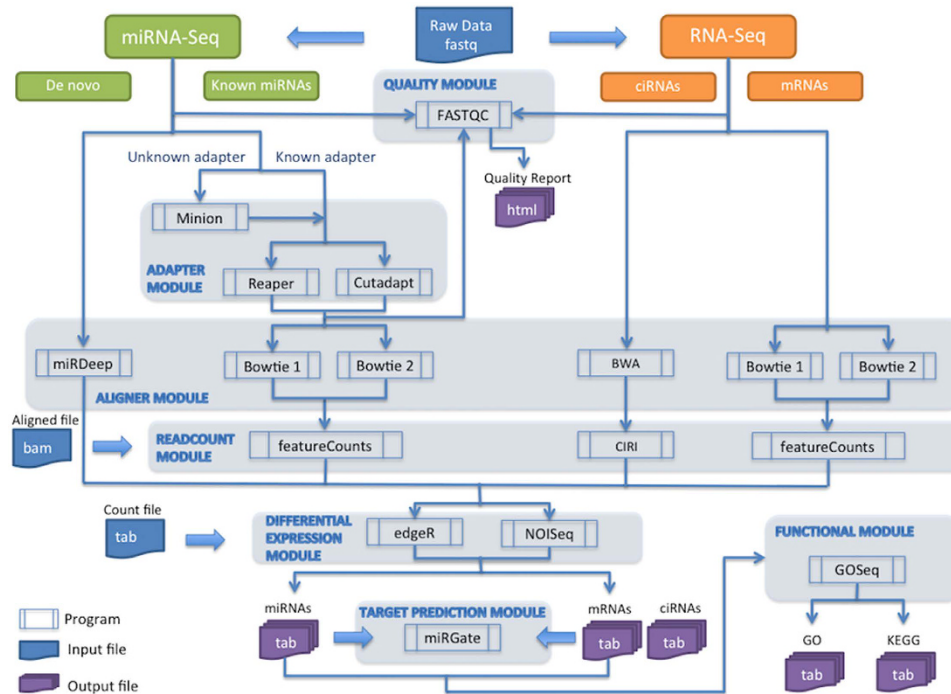 miRNA-Seq
Raw Data
fastq
RNA-Seq
De novo
Known miRNAs
QUALITY MODULE
ciRNAs
mRNAs
FASTQC
Unknown adapter
Known adapter
Quality Report
html
Minion
ADAPTER
MODULE
Reaper
Cutadapt
miRDeep
Bowtie 1
Bowtie 2
BWA
Bowtie 1
Bowtie 2
ALIGNER MODULE
Aligned file
bam
READCOUNT
MODULE
featureCounts
CIRI
featureCounts
Count file
tab
DIFFERENTIAL
EXPRESSION
MODULE
edgeR
NOISeq
FUNCTIONAL MODULE
GOSeq
miRNAs
tab
TARGET PREDICTION MODULE
miRGate
mRNAs
tab
ciRNAs
tab
GO
tab
KEGG
tab
Program
Input file
Output file